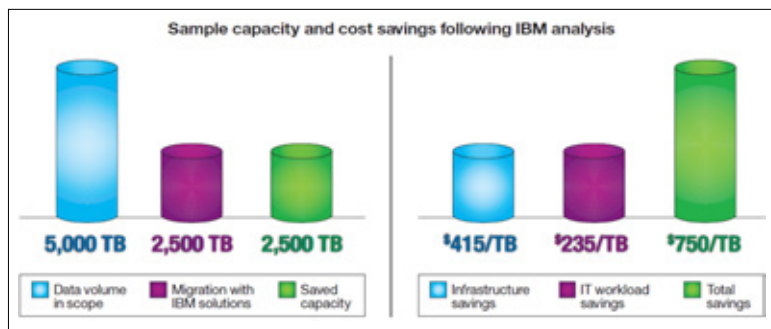 Sample capacity and cost savings following IBM analysis
5,000 TB 2,500 TB 2,500 TB
Data volume in scope
Migration with IBM solutions
Saved capacity
$415/TB $235/TB $750/TB
Infrastructure savings
IT workload savings
Total savings